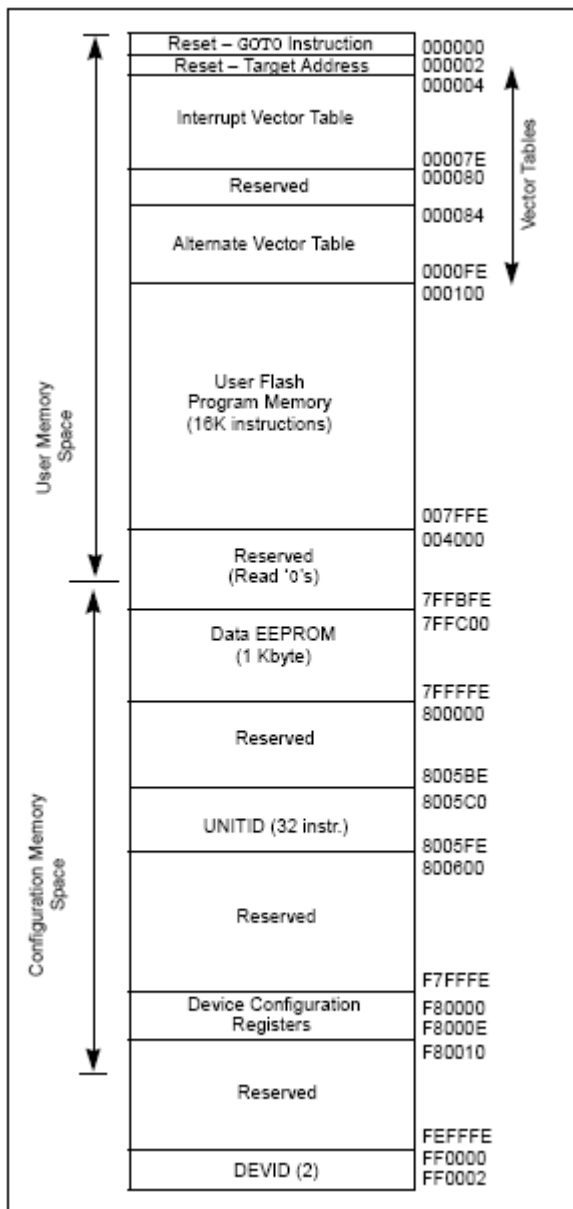 Reset – GOTO Instruction
000000
Reset – Target Address
000002
000004
Interrupt Vector Table
00007E
000080
Reserved
000084
Alternate Vector Table
0000FE
000100
Vector Tables
User Flash
Program Memory
(16K instructions)
User Memory
Space
007FFE
004000
Reserved
(Read '0's)
7FFBFE
7FFC00
Data EEPROM
(1 Kbyte)
7FFFFE
800000
Reserved
8005BE
8005C0
UNITID (32 instr.)
8005FE
800600
Configuration Memory
Space
Reserved
F7FFFE
Device Configuration
Registers
F80000
F8000E
F80010
Reserved
FEFFFE
FF0000
DEVID (2)
FF0002